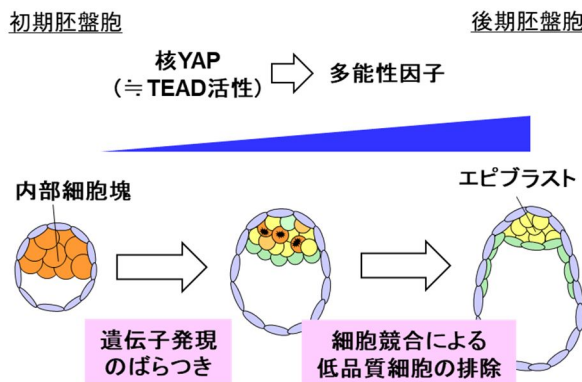 初期胚盤胞
後期胚盤胞
核YAP
（≒TEAD活性）
多能性因子
内部細胞塊
エピブラスト
遺伝子発現
のばらつき
細胞競合による
低品質細胞の排除